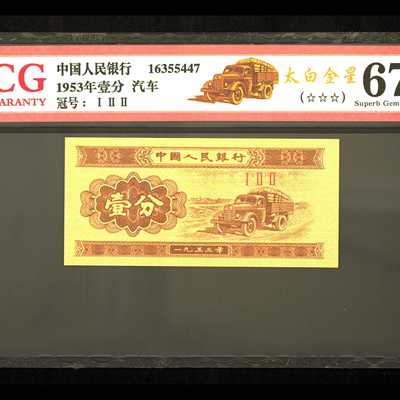 CG
中国人民银行 16355447
太白全星
67
1953年壹分 汽车
ARANTY
冠号: I II II
(☆☆☆)
Superb Gem
中國人民銀行
I II II
壹分
一九五三年